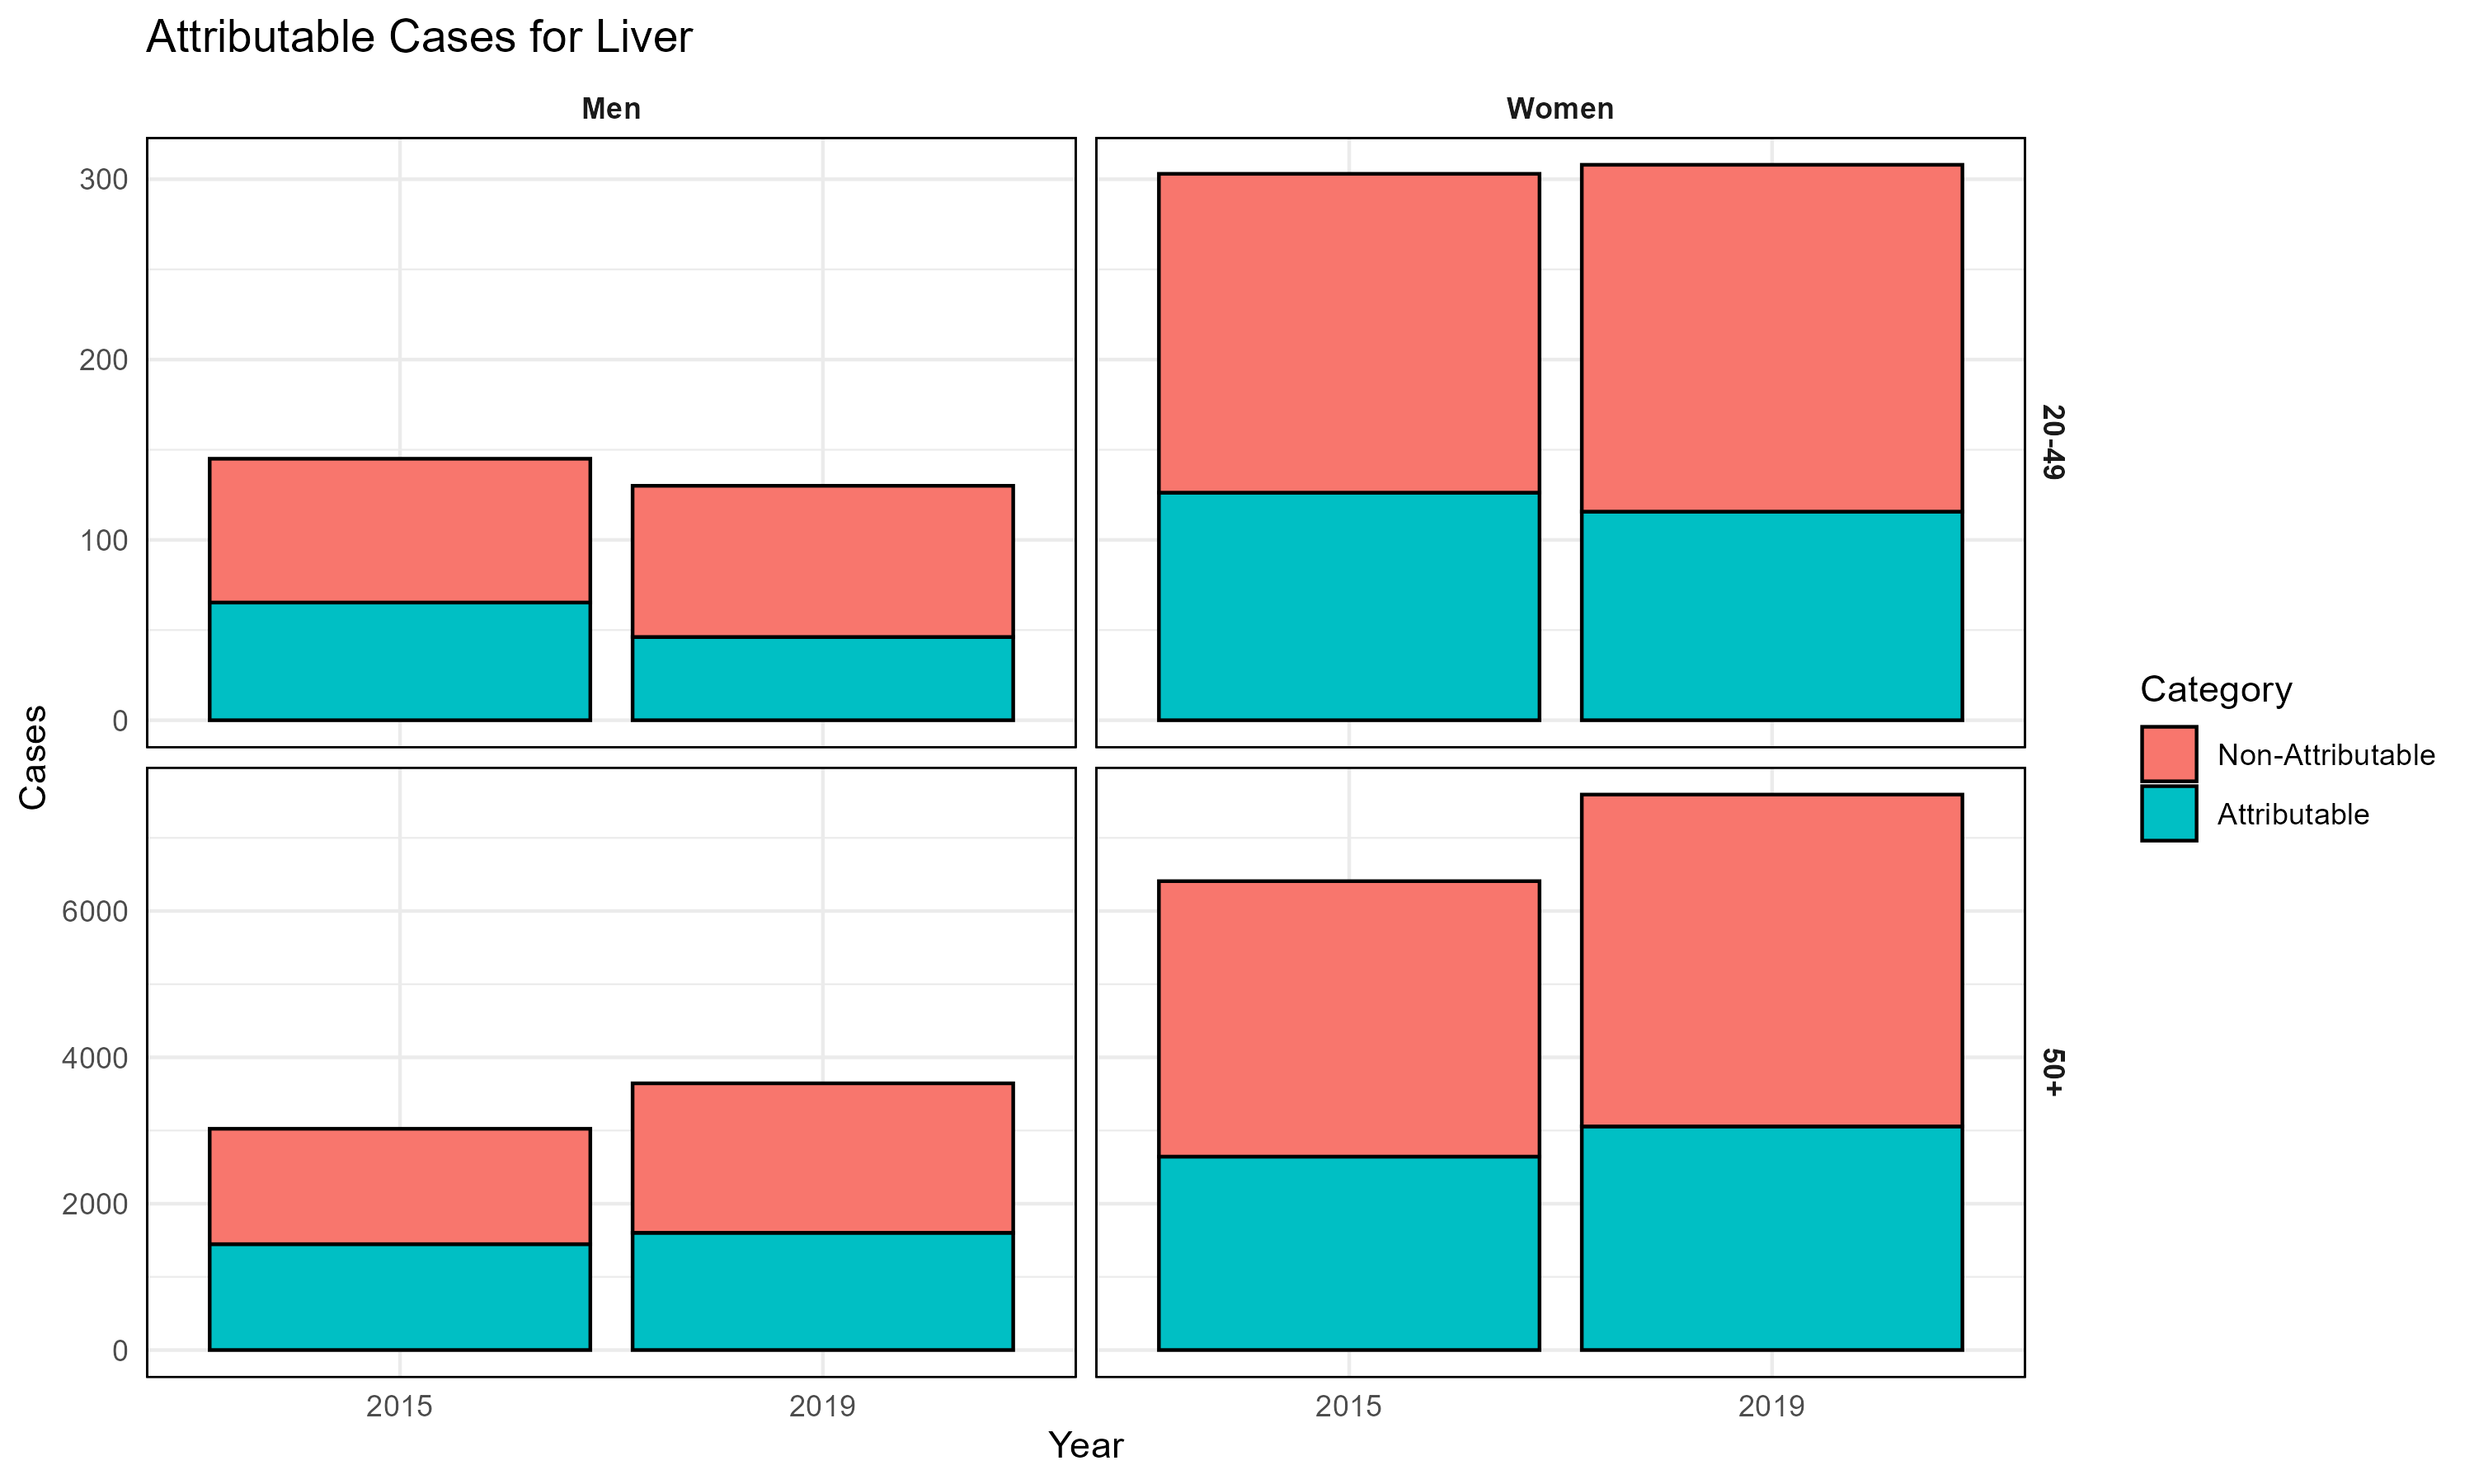 Attributable Cases for Liver
Men
Women
300
200
100
0
20-49
Cases
6000
4000
2000
0
50+
2015
2019
2015
2019
Year
Category
Non-Attributable
Attributable